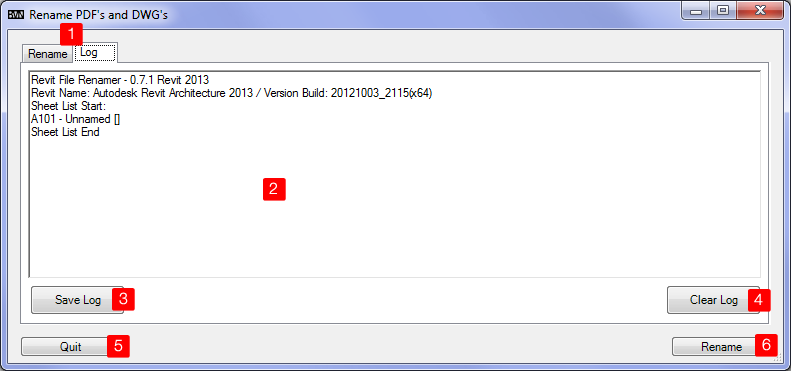 Rename PDF's and DWG's
1
Rename Log
Revit File Renamer - 0.7.1 Revit 2013
Revit Name: Autodesk Revit Architecture 2013 / Version Build: 20121003_2115(x64)
Sheet List Start:
A101 - Unnamed []
Sheet List End
2
Save Log 3
Clear Log 4
Quit 5
Rename 6